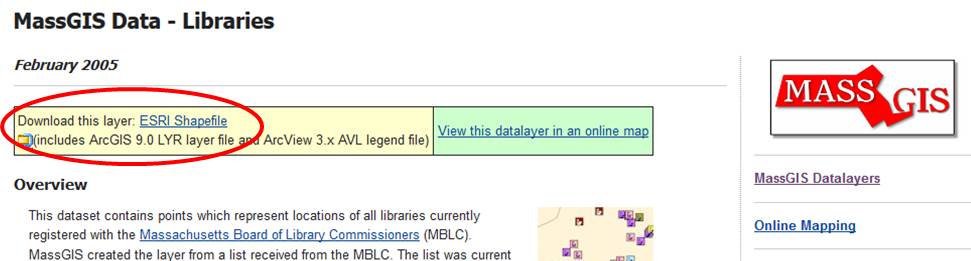 MassGIS Data - Libraries
February 2005
Download this layer: ESRI Shapefile
(includes ArcGIS 9.0 LYR layer file and ArcView 3.x AVL legend file)
View this datalayer in an online map
MASS GIS
MassGIS Datalayers
Online Mapping
Overview
This dataset contains points which represent locations of all libraries currently
registered with the Massachusetts Board of Library Commissioners (MBLC).
MassGIS created the layer from a list received from the MBLC. The list was current